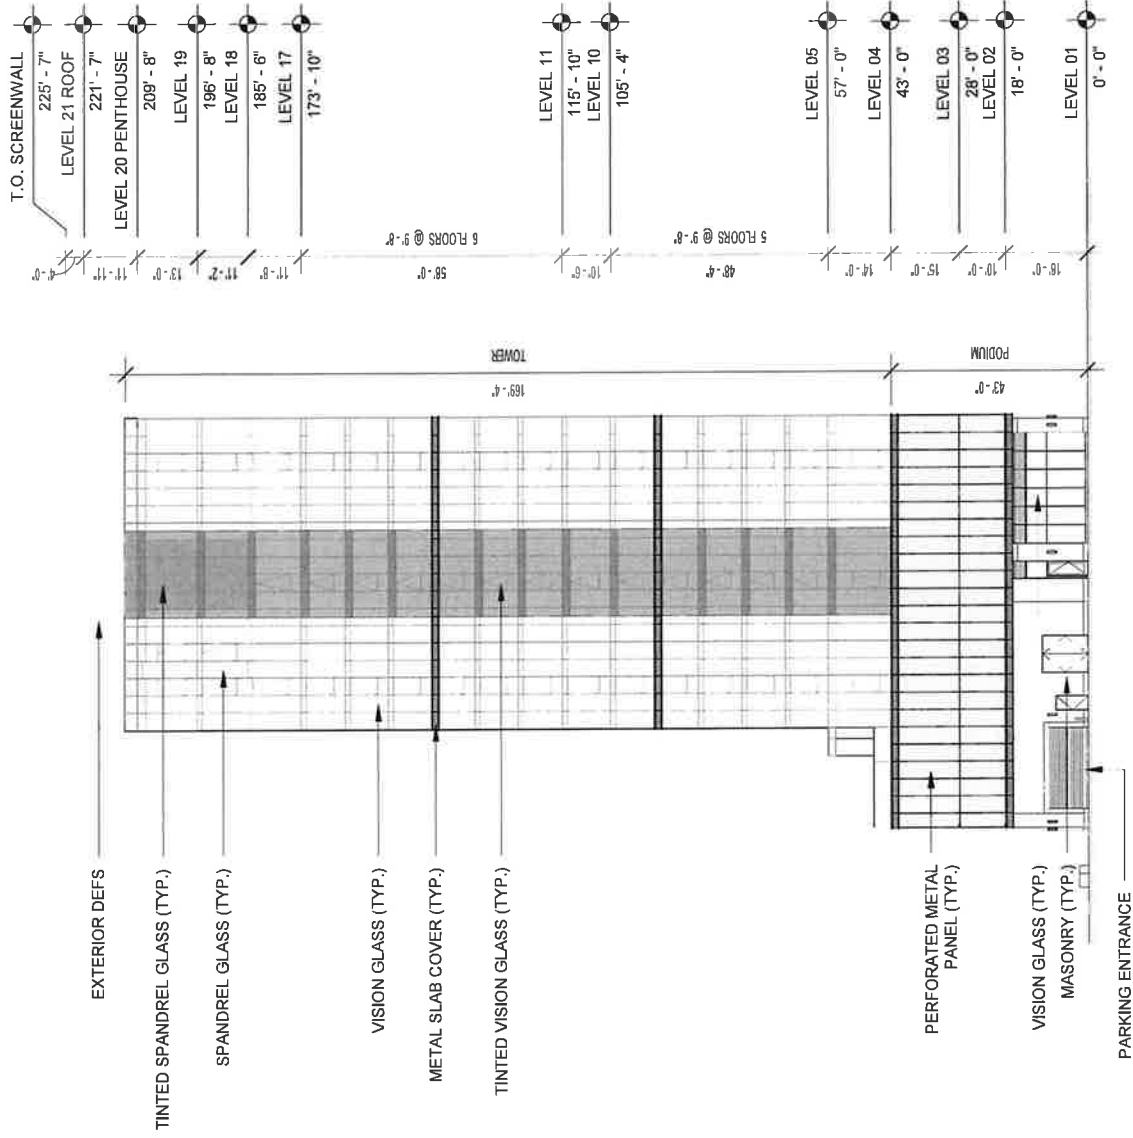 T.O. SCREENWALL
225' - 7"
LEVEL 21 ROOF
221' - 7"
LEVEL 20 PENTHOUSE
209' - 8"
LEVEL 19
196' - 8"
LEVEL 18
185' - 6"
LEVEL 17
173' - 10"
LEVEL 11
115' - 10"
LEVEL 10
105' - 4"
LEVEL 05
57' - 0"
LEVEL 04
43' - 0"
LEVEL 03
28' - 0"
LEVEL 02
18' - 0"
LEVEL 01
0' - 0"
4'-0"
11'-11"
13'-0"
11'-2"
11'-8"
58'-0"
6 FLOORS @ 9'-8"
10'-6"
48'-4"
5 FLOORS @ 9'-8"
14'-0"
15'-0"
10'-0"
18'-0"
TOWER
169'-4"
PODIUM
43'-0"
EXTERIOR DEFS
TINTED SPANDREL GLASS (TYP.)
SPANDREL GLASS (TYP.)
VISION GLASS (TYP.)
METAL SLAB COVER (TYP.)
TINTED VISION GLASS (TYP.)
PERFORATED METAL
PANEL (TYP.)
VISION GLASS (TYP.)
MASONRY (TYP.)
PARKING ENTRANCE